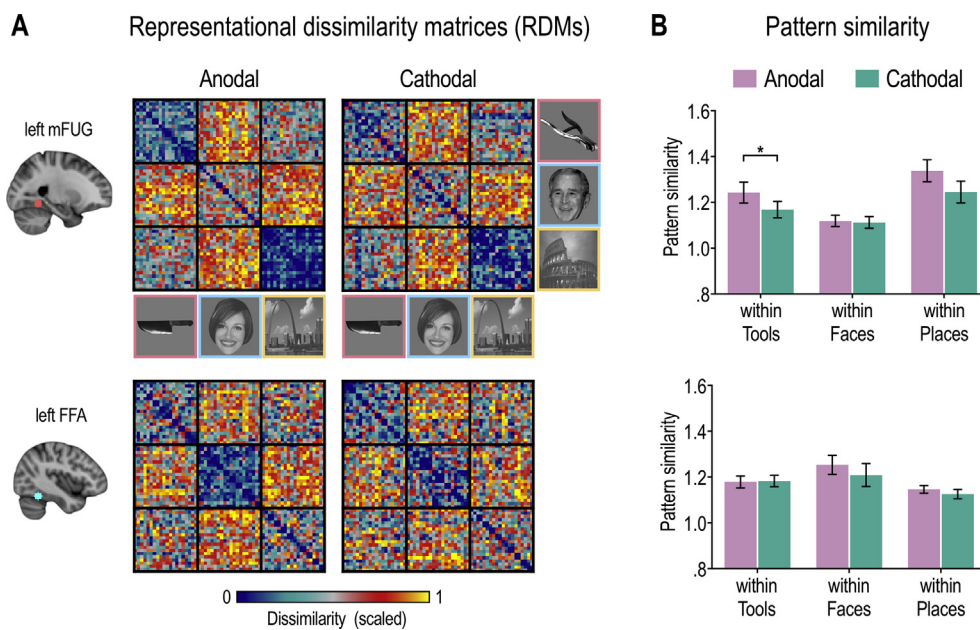 A
Representational dissimilarity matrices (RDMs)
Anodal
Cathodal
left mFUG
left FFA
0
1
Dissimilarity (scaled)
B
Pattern similarity
Anodal
Cathodal
1.6
1.4
1.2
1.0
.8
Pattern similarity
*
within
Tools
within
Faces
within
Places
1.6
1.4
1.2
1.0
.8
Pattern similarity
within
Tools
within
Faces
within
Places